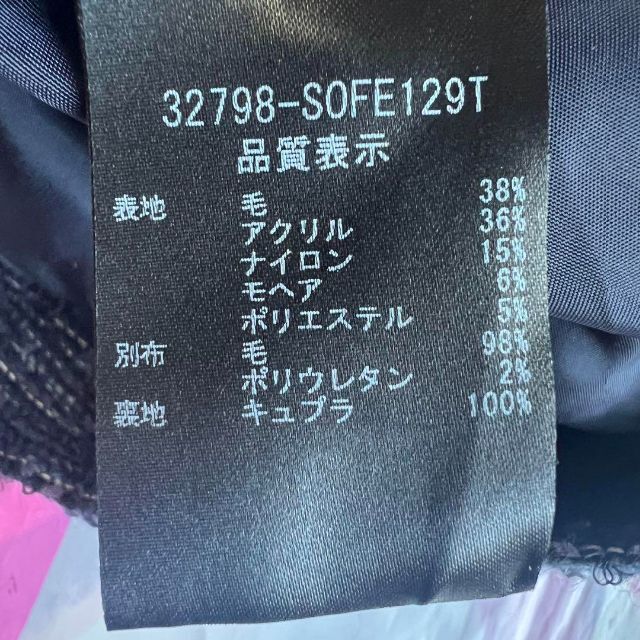 32798-SOFE129T
品質表示
表地 毛 38%
アクリル 36%
ナイロン 15%
モヘア 6%
ポリエステル 5%
別布 毛 98%
ポリウレタン 2%
裏地 キュプラ 100%